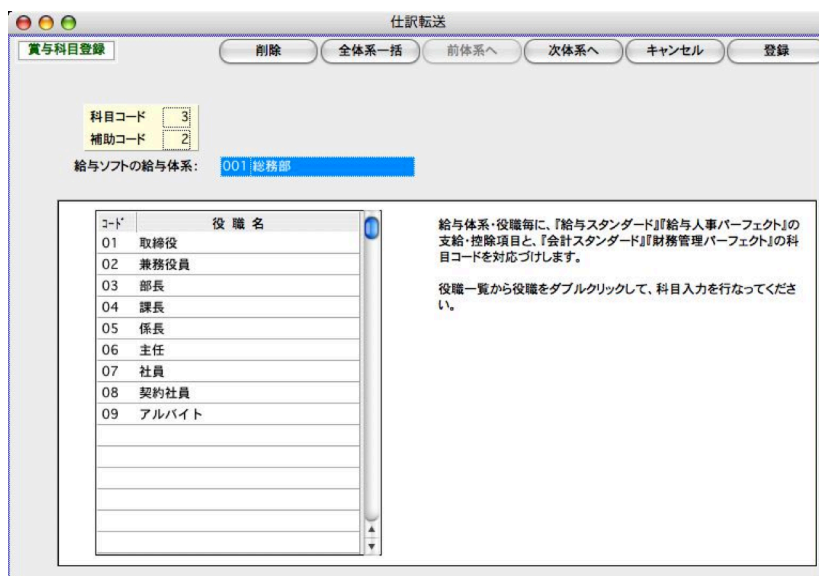 仕訳転送
賞与科目登録
削除 全体系一括 前体系へ 次体系へ キャンセル 登録
科目コード 3
補助コード 2
給与ソフトの給与体系： 001 総務部
ｺｰﾄﾞ 役 職 名
01 取締役
02 兼務役員
03 部長
04 課長
05 係長
06 主任
07 社員
08 契約社員
09 アルバイト
給与体系・役職毎に、『給与スタンダード』『給与人事パーフェクト』の
支給・控除項目と、『会計スタンダード』『財務管理パーフェクト』の科
目コードを対応づけします。
役職一覧から役職をダブルクリックして、科目入力を行なってくださ
い。